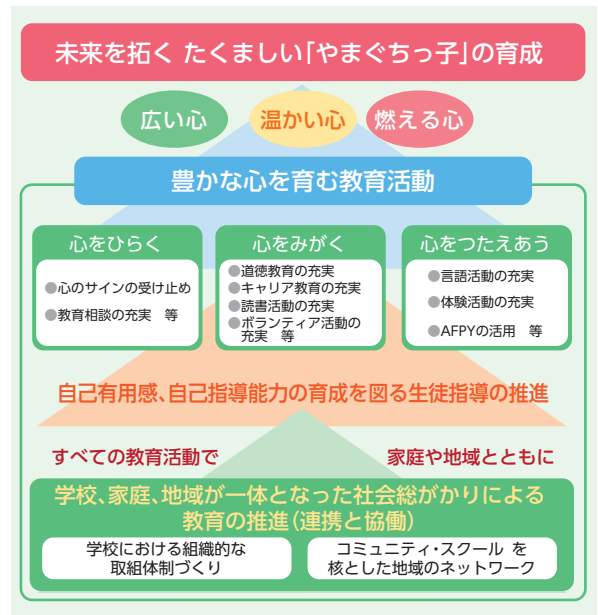 未来を拓く たくましい「やまぐちっ子」の育成
広い心
温かい心
燃える心
豊かな心を育む教育活動
心をひらく
●心のサインの受け止め
●教育相談の充実　等
心をみがく
●道徳教育の充実
●キャリア教育の充実
●読書活動の充実
●ボランティア活動の
充実　等
心をつたえあう
●言語活動の充実
●体験活動の充実
●AFPYの活用　等
自己有用感、自己指導能力の育成を図る生徒指導の推進
すべての教育活動で
家庭や地域とともに
学校、家庭、地域が一体となった社会総がかりによる
教育の推進（連携と協働）
学校における組織的な
取組体制づくり
コミュニティ・スクール を
核とした地域のネットワーク